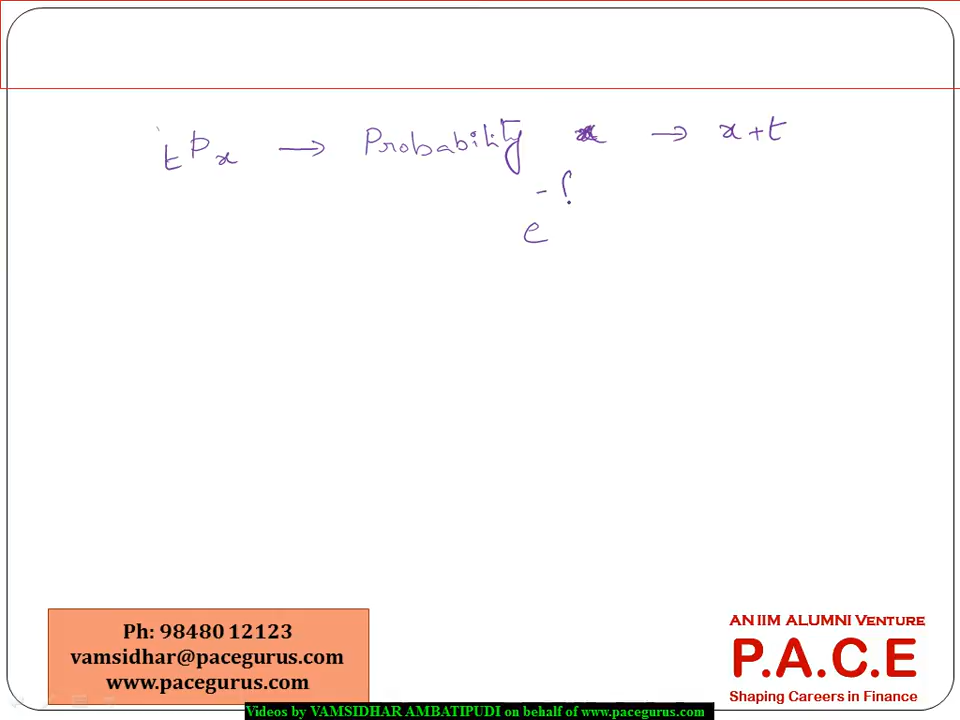 t P x → Probability x → x+t
e - ∫
Ph: 98480 12123
vamsidhar@pacegurus.com
www.pacegurus.com
AN IIM ALUMNI VENTURE
P.A.C.E
Shaping Careers in Finance
Videos by VAMSIDHAR AMBATIPUDI on behalf of www.pacegurus.com